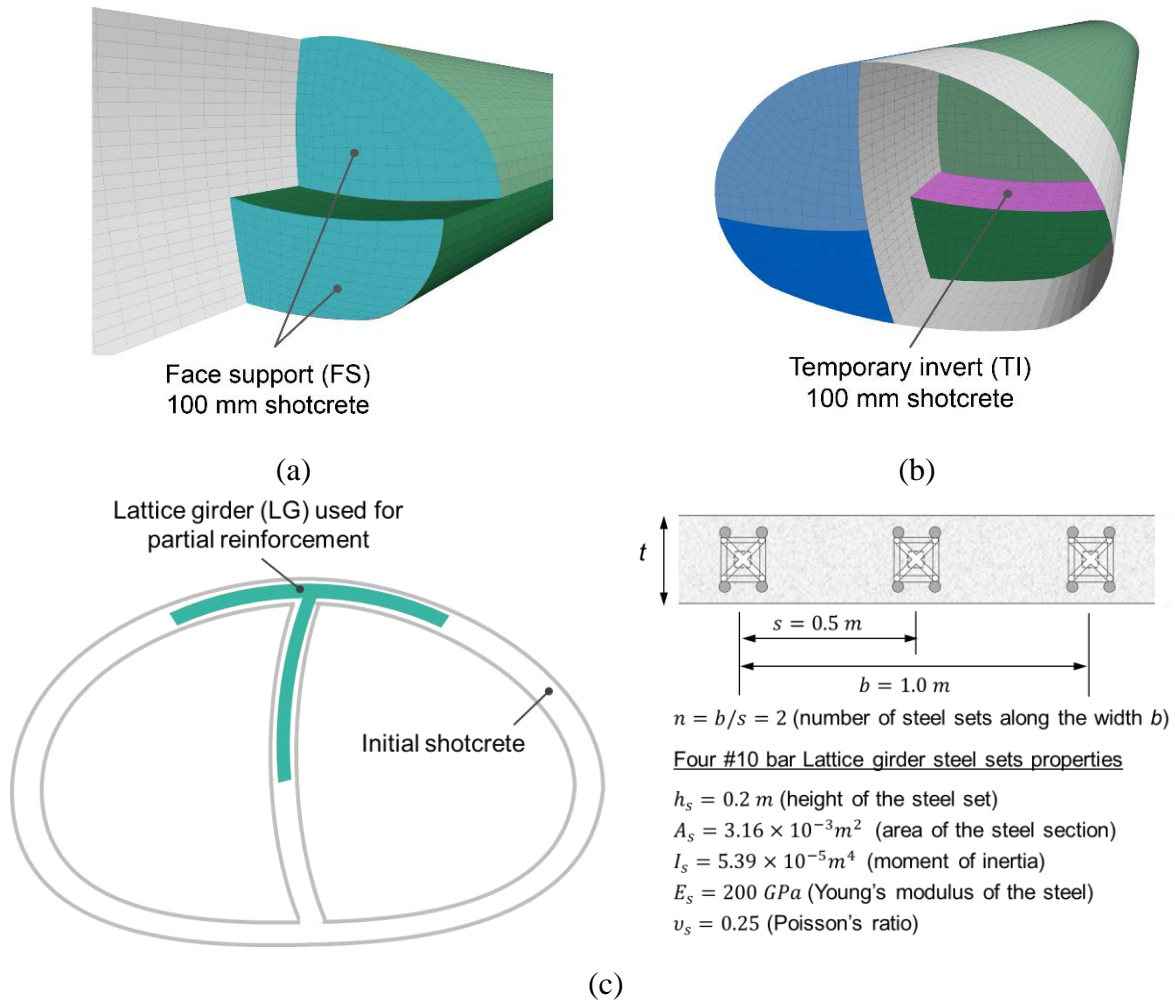 Face support (FS)
100 mm shotcrete
(a)
Temporary invert (TI)
100 mm shotcrete
(b)
Lattice girder (LG) used for
partial reinforcement
Initial shotcrete
t
s = 0.5 m
b = 1.0 m
n = b/s = 2 (number of steel sets along the width b)
Four #10 bar Lattice girder steel sets properties
h_s = 0.2 m (height of the steel set)
A_s = 3.16 × 10⁻³m² (area of the steel section)
I_s = 5.39 × 10⁻⁵m⁴ (moment of inertia)
E_s = 200 GPa (Young's modulus of the steel)
υ_s = 0.25 (Poisson's ratio)
(c)